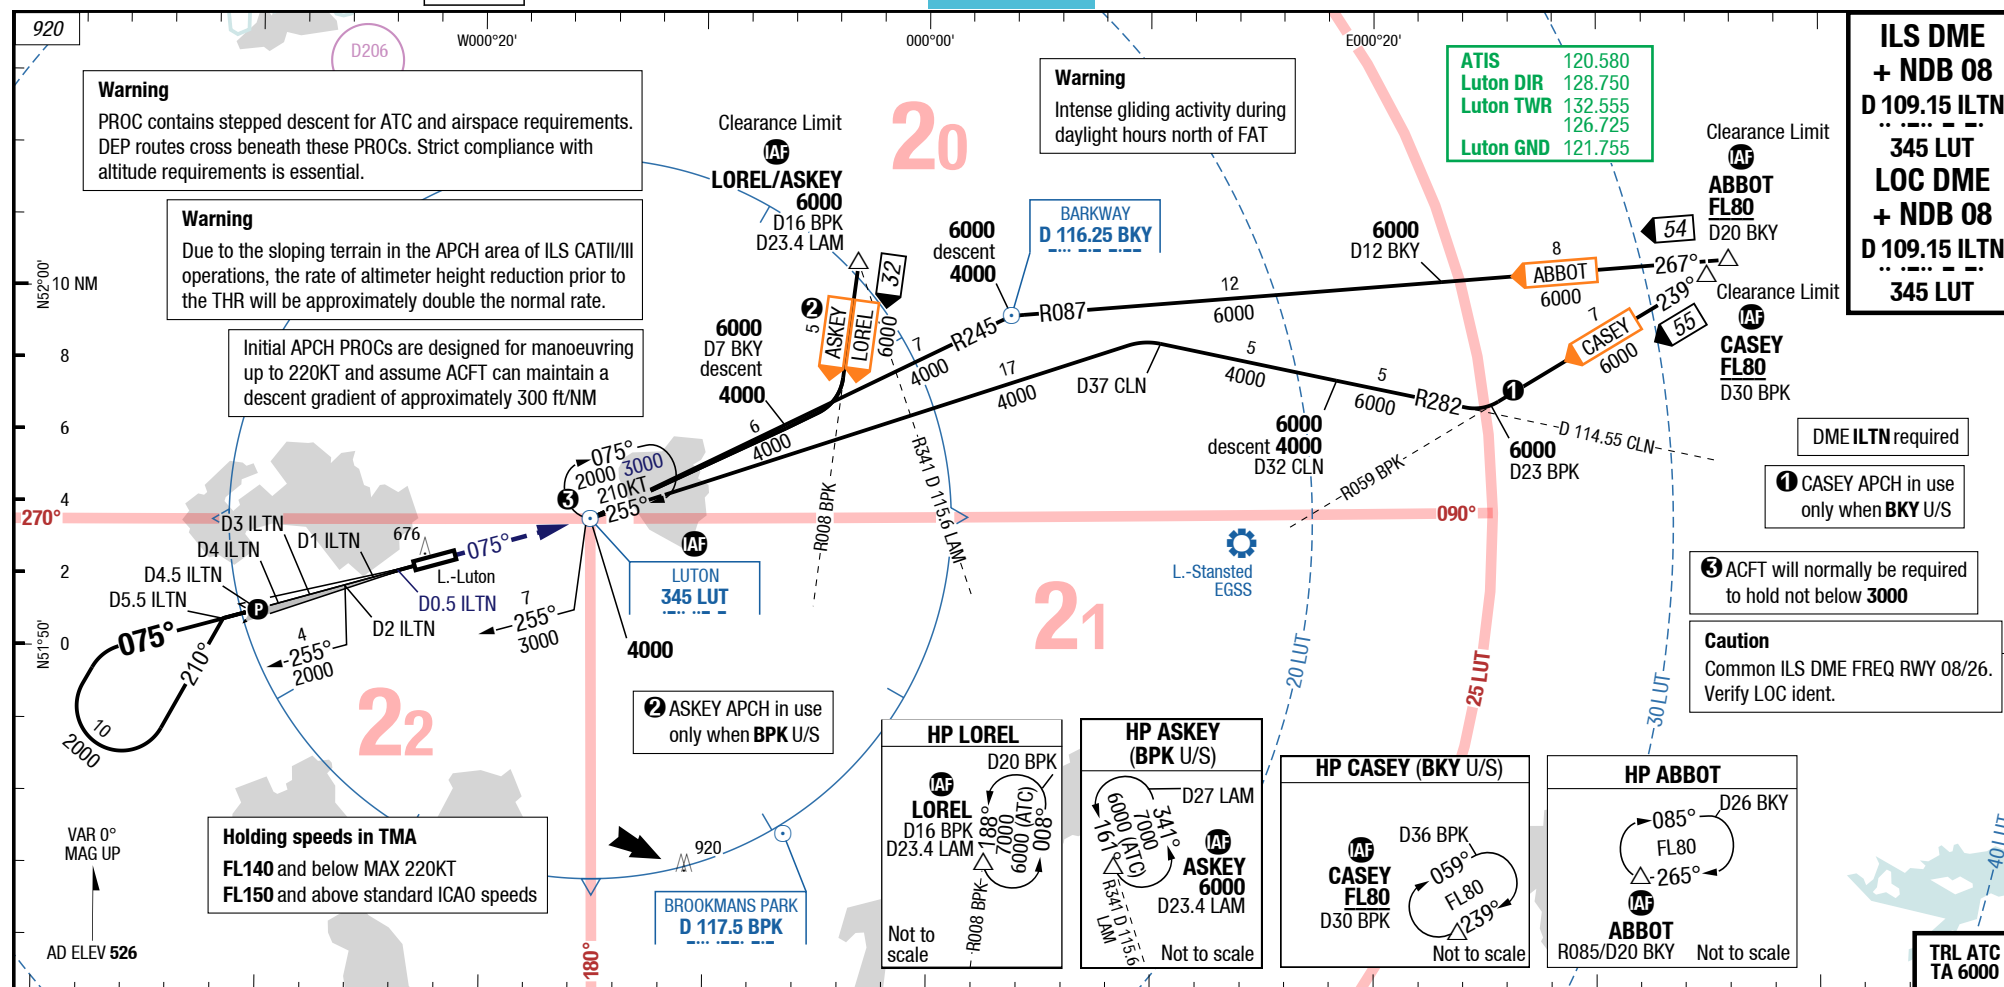 920
D206
W000°20'
000°00'
E000°20'
Warning
PROC contains stepped descent for ATC and airspace requirements.
DEP routes cross beneath these PROCs. Strict compliance with
altitude requirements is essential.
Warning
Due to the sloping terrain in the APCH area of ILS CATII/III
operations, the rate of altimeter height reduction prior to
the THR will be approximately double the normal rate.
Initial APCH PROCs are designed for manoeuvring
up to 220KT and assume ACFT can maintain a
descent gradient of approximately 300 ft/NM
Clearance Limit
IAF
LOREL/ASKEY
6000
D16 BPK
D23.4 LAM
20
Warning
Intense gliding activity during
daylight hours north of FAT
ATIS 120.580
Luton DIR 128.750
Luton TWR 132.555
126.725
Luton GND 121.755
Clearance Limit
IAF
ABBOT
FL80
D20 BKY
ILS DME
+ NDB 08
D 109.15 ILTN
345 LUT
LOC DME
+ NDB 08
D 109.15 ILTN
345 LUT
N52°00'
10 NM
8
6
4
2
0
N51°50'
6000
descent
4000
BARKWAY
D 116.25 BKY
6000
D12 BKY
8
ABBOT
6000
54
267°
239°
Clearance Limit
IAF
CASEY
FL80
D30 BPK
55
7
CASEY
6000
12
6000
R087
R245
7
4000
2
5
ASKEY
LOREL
32
6000
6000
D7 BKY
descent
4000
6
4000
17
4000
D37 CLN
5
4000
5
6000
R282
1
6000
descent 4000
D32 CLN
6000
D23 BPK
D 114.55 CLN
R059 BPK
R341 D 115.6 LAM
R008 BPK
DME ILTN required
1 CASEY APCH in use
only when BKY U/S
3 ACFT will normally be required
to hold not below 3000
Caution
Common ILS DME FREQ RWY 08/26.
Verify LOC ident.
270°
090°
180°
075°
2000 3000
210KT
255°
3
IAF
LUTON
345 LUT
4000
676
L.-Luton
075°
D3 ILTN
D4 ILTN
D1 ILTN
D4.5 ILTN
D5.5 ILTN
P
D0.5 ILTN
D2 ILTN
075°
210°
10
2000
4
255°
2000
7
255°
3000
L.-Stansted
EGSS
21
22
20 LUT
25 LUT
30 LUT
40 LUT
2 ASKEY APCH in use
only when BPK U/S
Holding speeds in TMA
FL140 and below MAX 220KT
FL150 and above standard ICAO speeds
VAR 0°
MAG UP
AD ELEV 526
920
BROOKMANS PARK
D 117.5 BPK
HP LOREL
D20 BPK
IAF
LOREL
D16 BPK
D23.4 LAM
188°
7000
6000 (ATC)
008°
R008 BPK
Not to
scale
HP ASKEY
(BPK U/S)
D27 LAM
161°
6000 (ATC)
7000
341°
IAF
ASKEY
6000
D23.4 LAM
R341 D 115.6
LAM
Not to scale
HP CASEY (BKY U/S)
D36 BPK
IAF
CASEY
FL80
D30 BPK
059°
FL80
239°
Not to scale
HP ABBOT
D26 BKY
085°
FL80
265°
IAF
ABBOT
R085/D20 BKY
Not to scale
TRL ATC
TA 6000